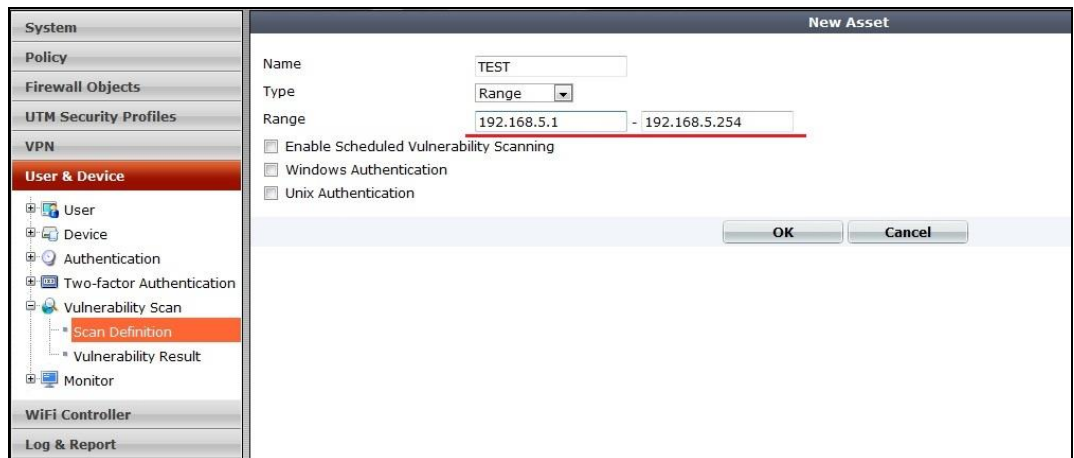 System
Policy
Firewall Objects
UTM Security Profiles
VPN
User & Device
User
Device
Authentication
Two-factor Authentication
Vulnerability Scan
Scan Definition
Vulnerability Result
Monitor
WiFi Controller
Log & Report
New Asset
Name TEST
Type Range
Range 192.168.5.1 - 192.168.5.254
Enable Scheduled Vulnerability Scanning
Windows Authentication
Unix Authentication
OK Cancel